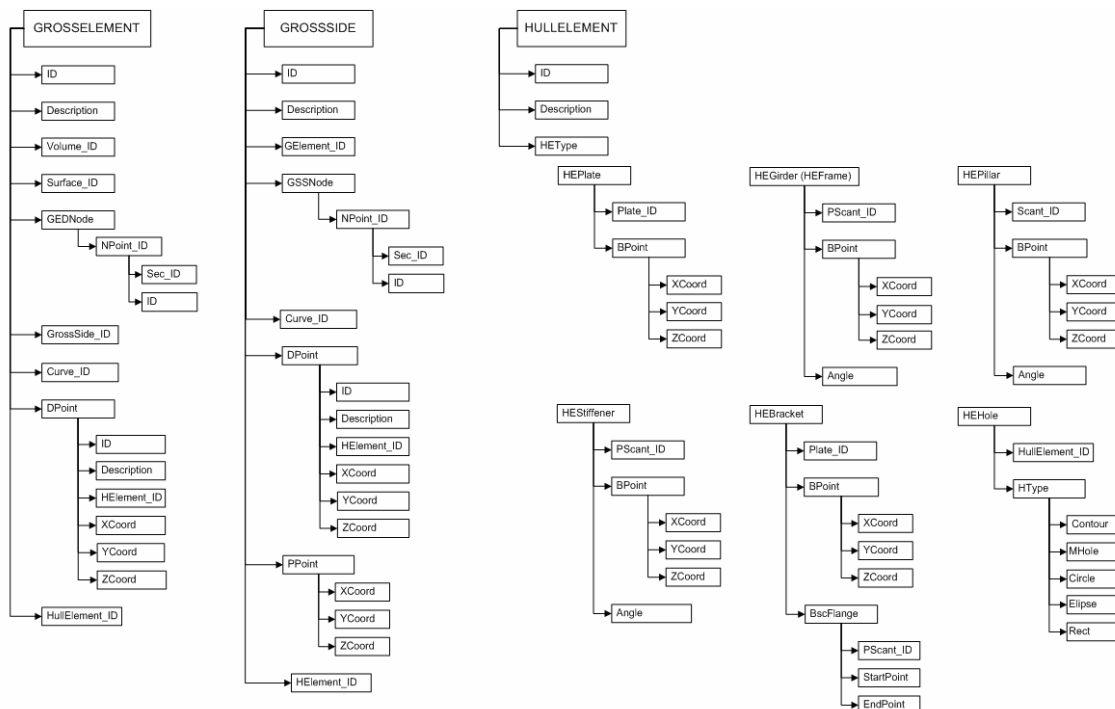 GROSSELEMENT
ID
Description
Volume_ID
Surface_ID
GEDNode
NPoint_ID
Sec_ID
ID
GrossSide_ID
Curve_ID
DPoint
ID
Description
HElement_ID
XCoord
YCoord
ZCoord
HullElement_ID
GROSSSIDE
ID
Description
GElement_ID
GSSNode
NPoint_ID
Sec_ID
ID
Curve_ID
DPoint
ID
Description
HElement_ID
XCoord
YCoord
ZCoord
PPoint
XCoord
YCoord
ZCoord
HElement_ID
HULLELEMENT
ID
Description
HEType
HEPlate
Plate_ID
BPoint
XCoord
YCoord
ZCoord
HEGirder (HEFrame)
PScant_ID
BPoint
XCoord
YCoord
ZCoord
Angle
HEPillar
Scant_ID
BPoint
XCoord
YCoord
ZCoord
Angle
HEStiffener
PScant_ID
BPoint
XCoord
YCoord
ZCoord
Angle
HEBracket
Plate_ID
BPoint
XCoord
YCoord
ZCoord
BscFlange
PScant_ID
StartPoint
EndPoint
HEHole
HullElement_ID
HType
Contour
MHole
Circle
Elipse
Rect